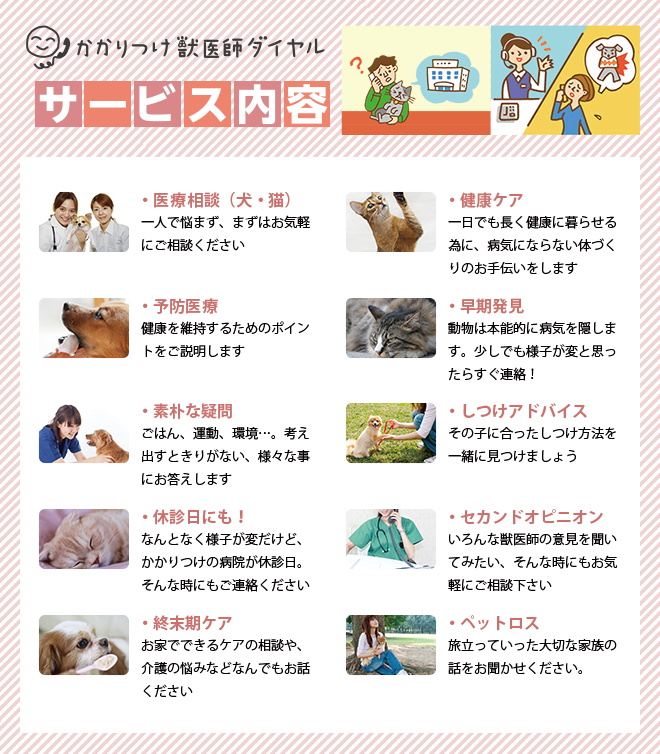 かかりつけ獣医師ダイヤル
サービス内容
?
・医療相談（犬・猫）
一人で悩まず、まずはお気軽
にご相談ください
・健康ケア
一日でも長く健康に暮らせる
為に、病気にならない体づく
りのお手伝いをします
・予防医療
健康を維持するためのポイン
トをご説明します
・早期発見
動物は本能的に病気を隠しま
す。少しでも様子が変と思っ
たらすぐ連絡！
・素朴な疑問
ごはん、運動、環境…。考え
出すときりがない、様々な事
にお答えします
・しつけアドバイス
その子に合ったしつけ方法を
一緒に見つけましょう
・休診日にも！
なんとなく様子が変だけど、
かかりつけの病院が休診日。
そんな時にもご連絡ください
・セカンドオピニオン
いろんな獣医師の意見を聞い
てみたい、そんな時にもお気
軽にご相談下さい
・終末期ケア
お家でできるケアの相談や、
介護の悩みなどなんでもお話
ください
・ペットロス
旅立っていった大切な家族の
話をお聞かせください。